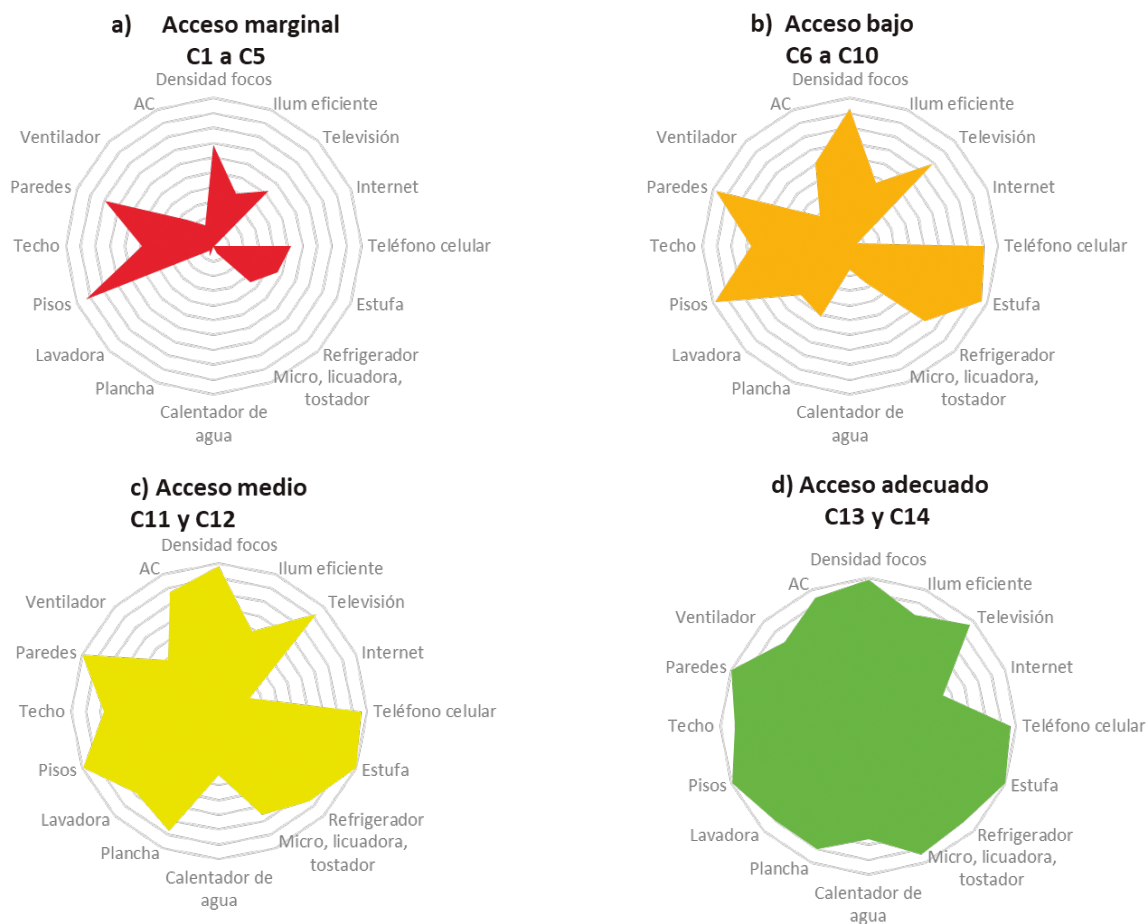 a) Acceso marginal
C1 a C5
Densidad focos
AC
Ilum eficiente
Ventilador
Televisión
Paredes
Internet
Techo
Teléfono celular
Pisos
Estufa
Lavadora
Refrigerador
Plancha
Micro, licuadora,
tostador
Calentador de
agua
b) Acceso bajo
C6 a C10
Densidad focos
AC
Ilum eficiente
Ventilador
Televisión
Paredes
Internet
Techo
Teléfono celular
Pisos
Estufa
Lavadora
Refrigerador
Plancha
Micro, licuadora,
tostador
Calentador de
agua
c) Acceso medio
C11 y C12
Densidad focos
AC
Ilum eficiente
Ventilador
Televisión
Paredes
Internet
Techo
Teléfono celular
Pisos
Estufa
Lavadora
Refrigerador
Plancha
Micro, licuadora,
tostador
Calentador de
agua
d) Acceso adecuado
C13 y C14
Densidad focos
AC
Ilum eficiente
Ventilador
Televisión
Paredes
Internet
Techo
Teléfono celular
Pisos
Estufa
Lavadora
Refrigerador
Plancha
Micro, licuadora,
tostador
Calentador de
agua